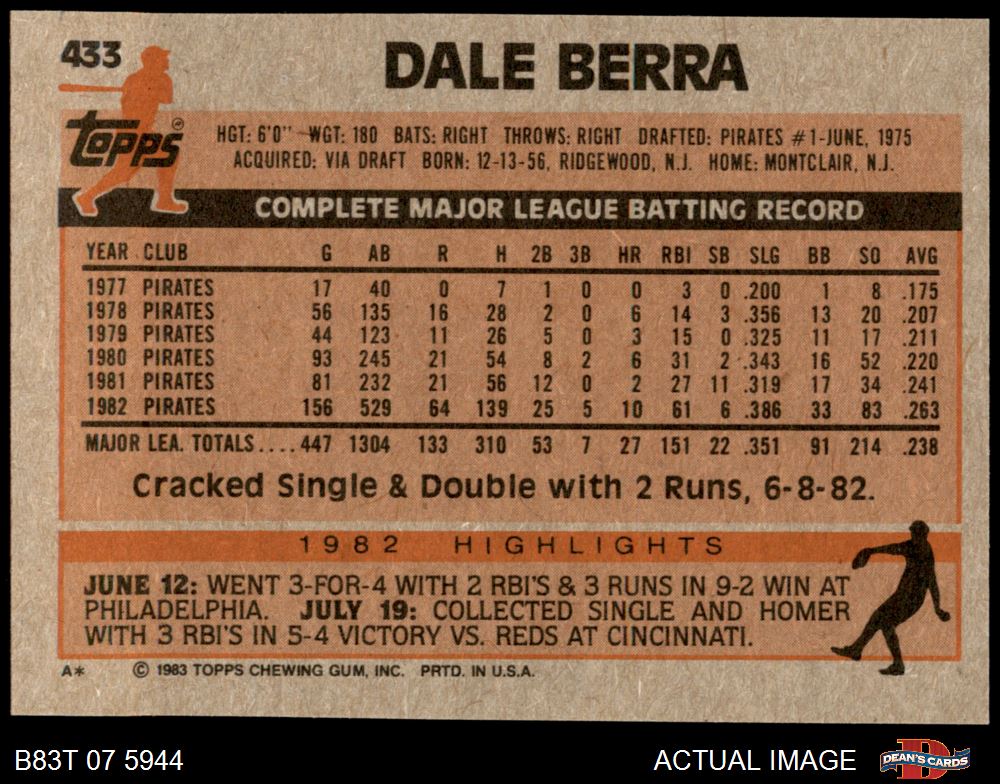 433
DALE BERRA
Topps®
HGT: 6'0" WGT: 180 BATS: RIGHT THROWS: RIGHT DRAFTED: PIRATES #1-JUNE, 1975
ACQUIRED: VIA DRAFT BORN: 12-13-56, RIDGEWOOD, N.J. HOME: MONTCLAIR, N.J.
COMPLETE MAJOR LEAGUE BATTING RECORD
YEAR CLUB G AB R H 2B 3B HR RBI SB SLG BB SO AVG
1977 PIRATES 17 40 0 7 1 0 0 3 0 .200 1 8 .175
1978 PIRATES 56 135 16 28 2 0 6 14 3 .356 13 20 .207
1979 PIRATES 44 123 11 26 5 0 3 15 0 .325 11 17 .211
1980 PIRATES 93 245 21 54 8 2 6 31 2 .343 16 52 .220
1981 PIRATES 81 232 21 56 12 0 2 27 11 .319 17 34 .241
1982 PIRATES 156 529 64 139 25 5 10 61 6 .386 33 83 .263
MAJOR LEA. TOTALS.... 447 1304 133 310 53 7 27 151 22 .351 91 214 .238
Cracked Single & Double with 2 Runs, 6-8-82.
1982 HIGHLIGHTS
JUNE 12: WENT 3-FOR-4 WITH 2 RBI'S & 3 RUNS IN 9-2 WIN AT
PHILADELPHIA. JULY 19: COLLECTED SINGLE AND HOMER
WITH 3 RBI'S IN 5-4 VICTORY VS. REDS AT CINCINNATI.
A* © 1983 TOPPS CHEWING GUM, INC. PRTD. IN U.S.A.
B83T 07 5944 ACTUAL IMAGE D DEAN'S CARDS